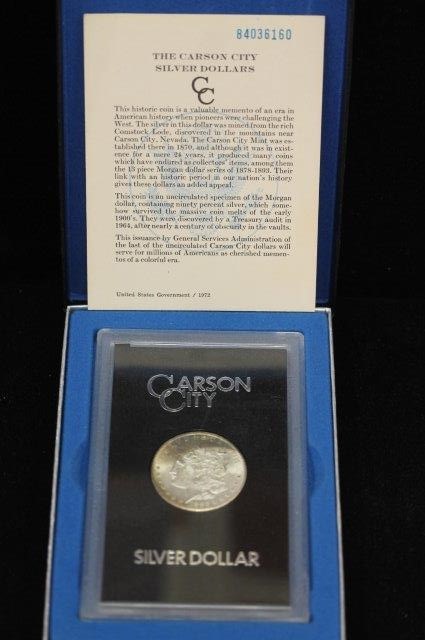 84036160
THE CARSON CITY
SILVER DOLLARS
CC
This historic coin is a valuable memento of an era in
American history when pioneers were challenging the
West. The silver in this dollar was mined from the rich
Comstock Lode, discovered in the mountains near
Carson City, Nevada. The Carson City Mint was es-
tablished there in 1870, and although it was in exist-
ence for a mere 24 years, it produced many coins
which have endured as collectors' items, among them
the 13 piece Morgan dollar series of 1878-1893. Their
link with an historic period in our nation's history
gives these dollars an added appeal.
This coin is an uncirculated specimen of the Morgan
dollar, containing ninety percent silver, which some-
how survived the massive coin melts of the early
1900's. They were discovered by a Treasury audit in
1964, after nearly a century of obscurity in the vaults.
This issuance by General Services Administration of
the last of the uncirculated Carson City dollars will
serve for millions of Americans as cherished memen-
tos of a colorful era.
United States Government / 1972
CARSON
CITY
SILVER DOLLAR